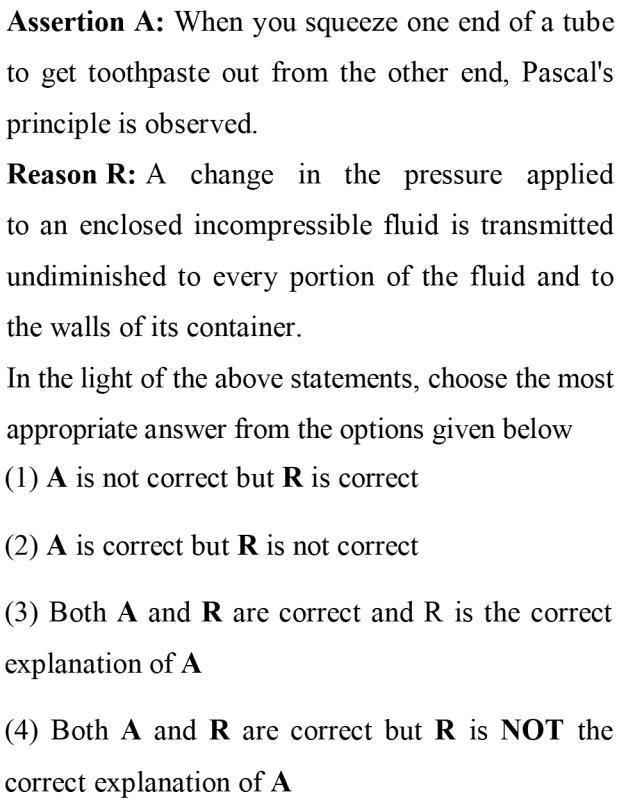 Assertion A: When you squeeze one end of a tube
to get toothpaste out from the other end, Pascal's
principle is observed.
Reason R: A change in the pressure applied
to an enclosed incompressible fluid is transmitted
undiminished to every portion of the fluid and to
the walls of its container.
In the light of the above statements, choose the most
appropriate answer from the options given below
(1) A is not correct but R is correct
(2) A is correct but R is not correct
(3) Both A and R are correct and R is the correct
explanation of A
(4) Both A and R are correct but R is NOT the
correct explanation of A